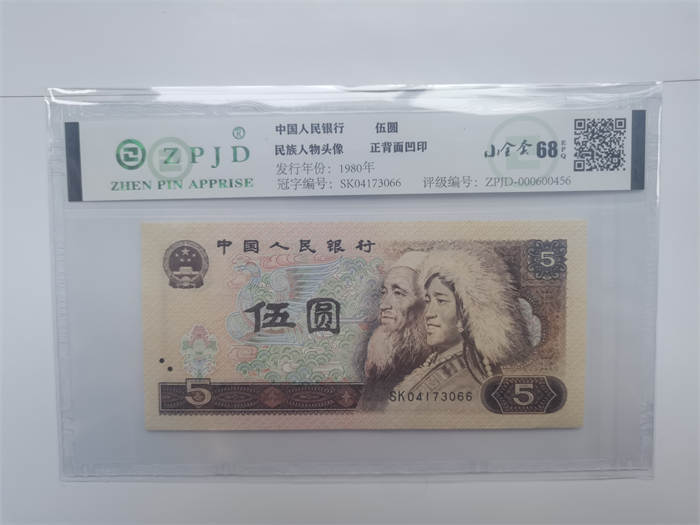 ZPJD ®
ZHEN PIN APPRISE
中国人民银行 伍圆
民族人物头像 正背面凹印
发行年份：1980年
冠字编号：SK04173066 评级编号：ZPJD-000600456
68 EPQ
中国人民银行
5
伍圆
5
SK04173066
5